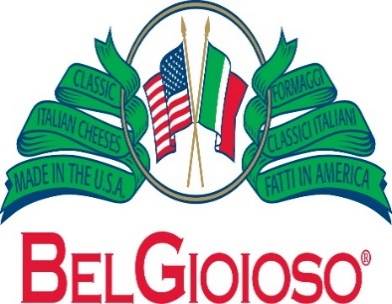 CLASSIC
ITALIAN CHEESES
MADE IN THE U.S.A.
FORMAGGI
CLASSICI ITALIANI
FATTI IN AMERICA
BELGIOIOSO®